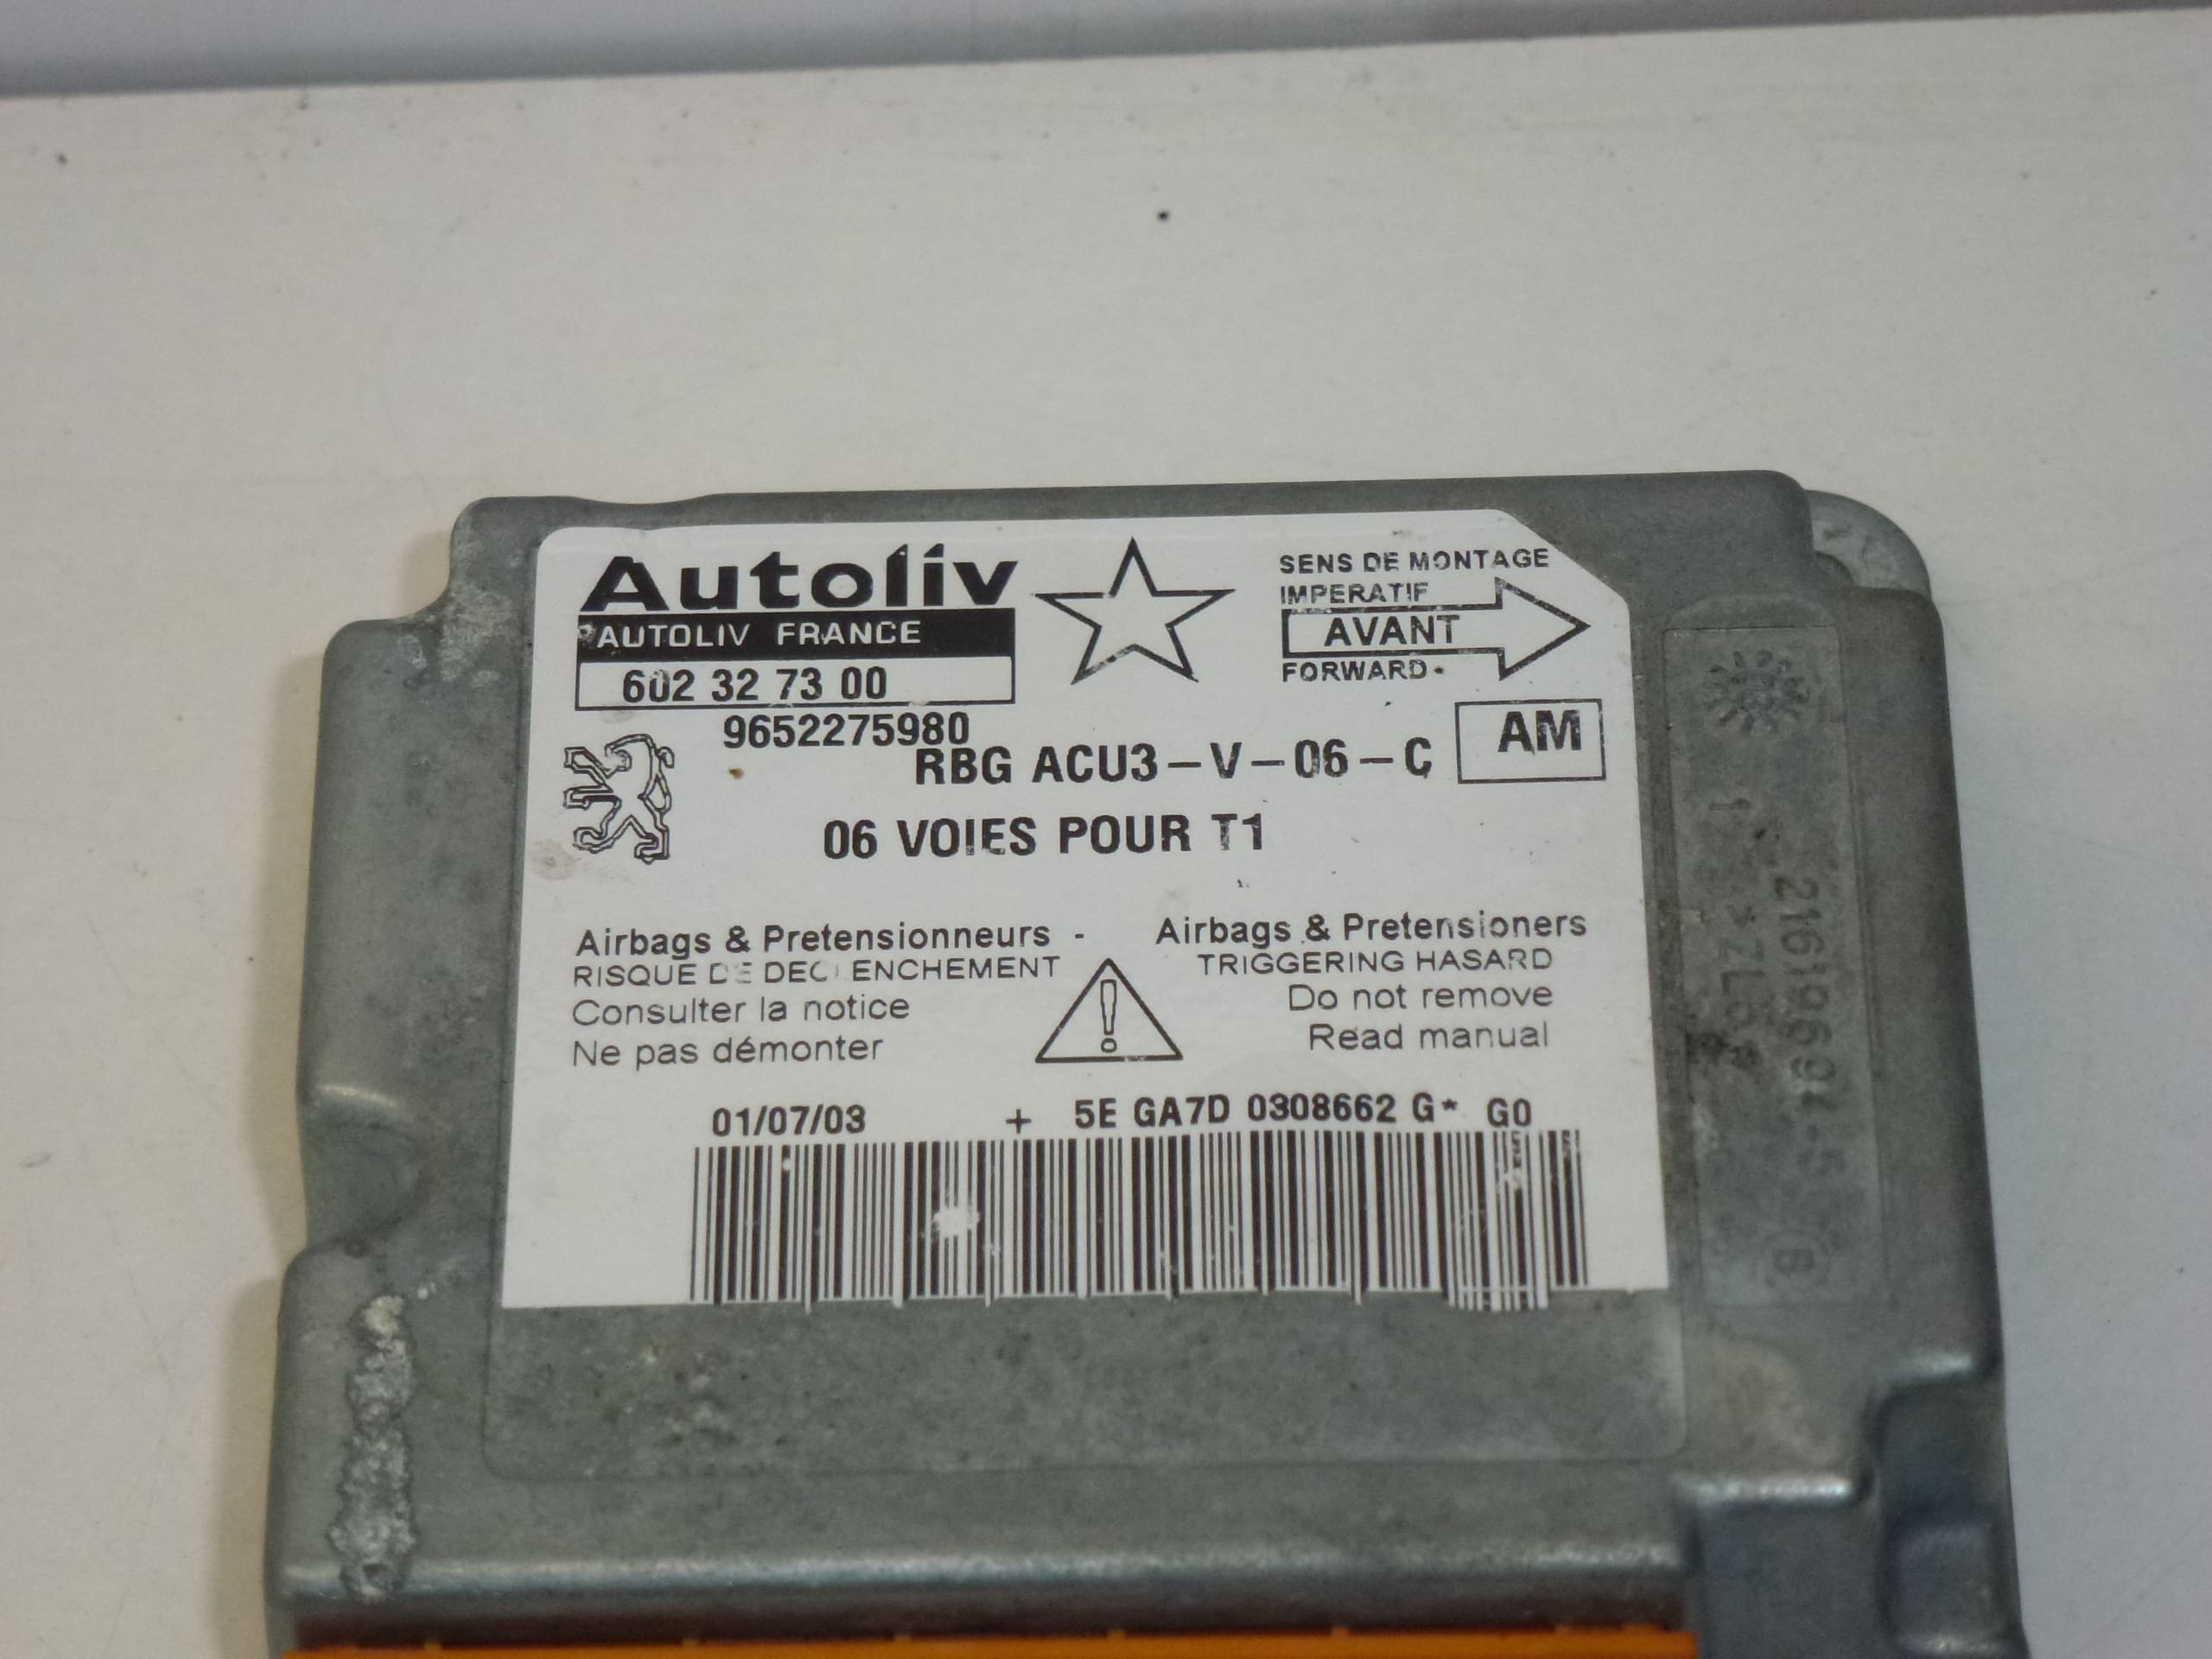 Autoliv
AUTOLIV FRANCE
602 32 73 00
9652275980
SENS DE MONTAGE
IMPERATIF
AVANT
FORWARD
RBG ACU3-V-06-C
AM
06 VOIES POUR T1
Airbags & Pretensionneurs -
RISQUE DE DECLENCHEMENT
Consulter la notice
Ne pas démonter
Airbags & Pretensioners
TRIGGERING HASARD
Do not remove
Read manual
01/07/03 + 5E GA7D 0308662 G* G0